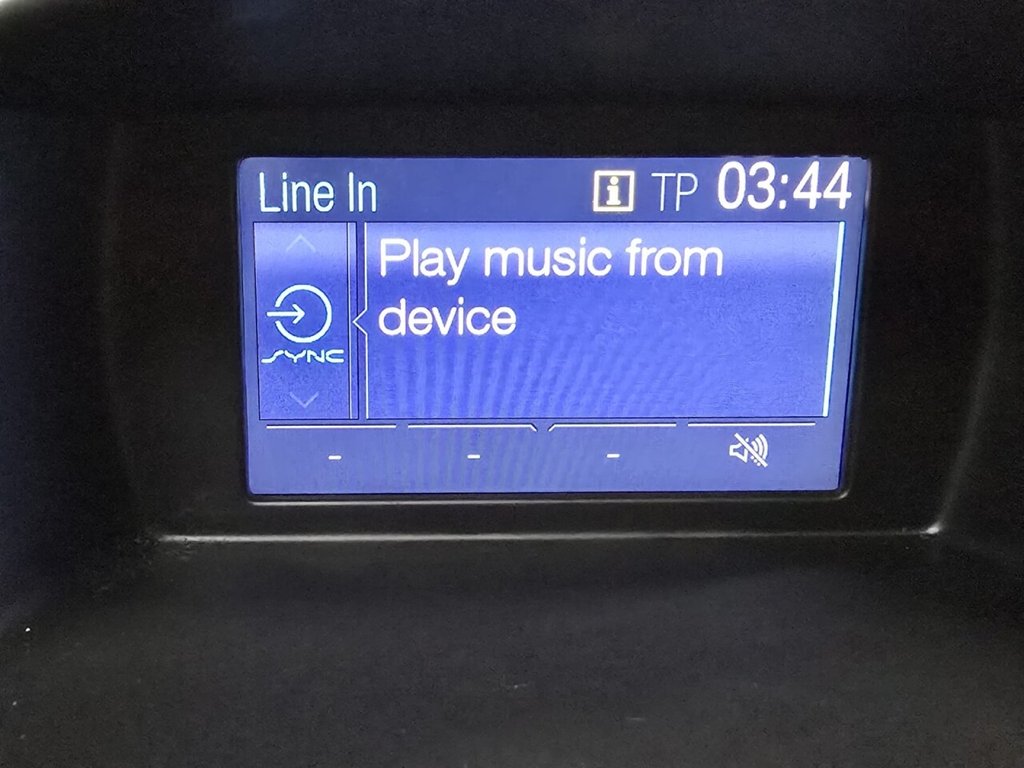 Line In
i TP 03:44
Play music from
device
SYNC
- - -